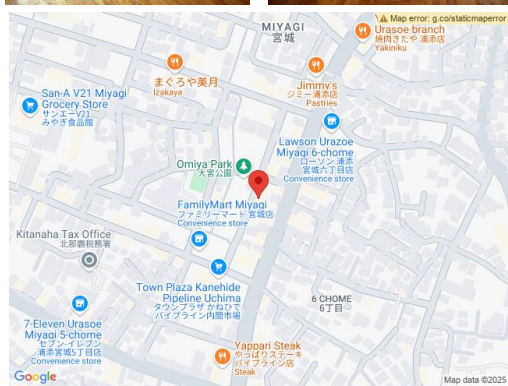 Map error: g.co/staticmaperror
MIYAGI
宮城
Urasoe branch
焼肉きたや 浦添店
Yakiniku
まぐろや美月
Izakaya
Jimmy's
ジミー浦添店
Pastries
San-A V21 Miyagi
Grocery Store
サンエーV21
みやぎ食品館
Lawson Urazoe
Miyagi 6-chome
ローソン 浦添
宮城六丁目店
Convenience store
Omiya Park
大宮公園
FamilyMart Miyagi
ファミリーマート 宮城店
Convenience store
Kitanaha Tax Office
北那覇税務署
Town Plaza Kanehide
Pipeline Uchima
タウンプラザ かねひで
パイプライン内間市場
6 CHOME
6丁目
7-Eleven Urasoe
Miyagi 5-chome
セブン-イレブン
浦添宮城5丁目店
Convenience store
Yappari Steak
やっぱりステーキ
パイプライン店
Steak
Google
Map data ©2025